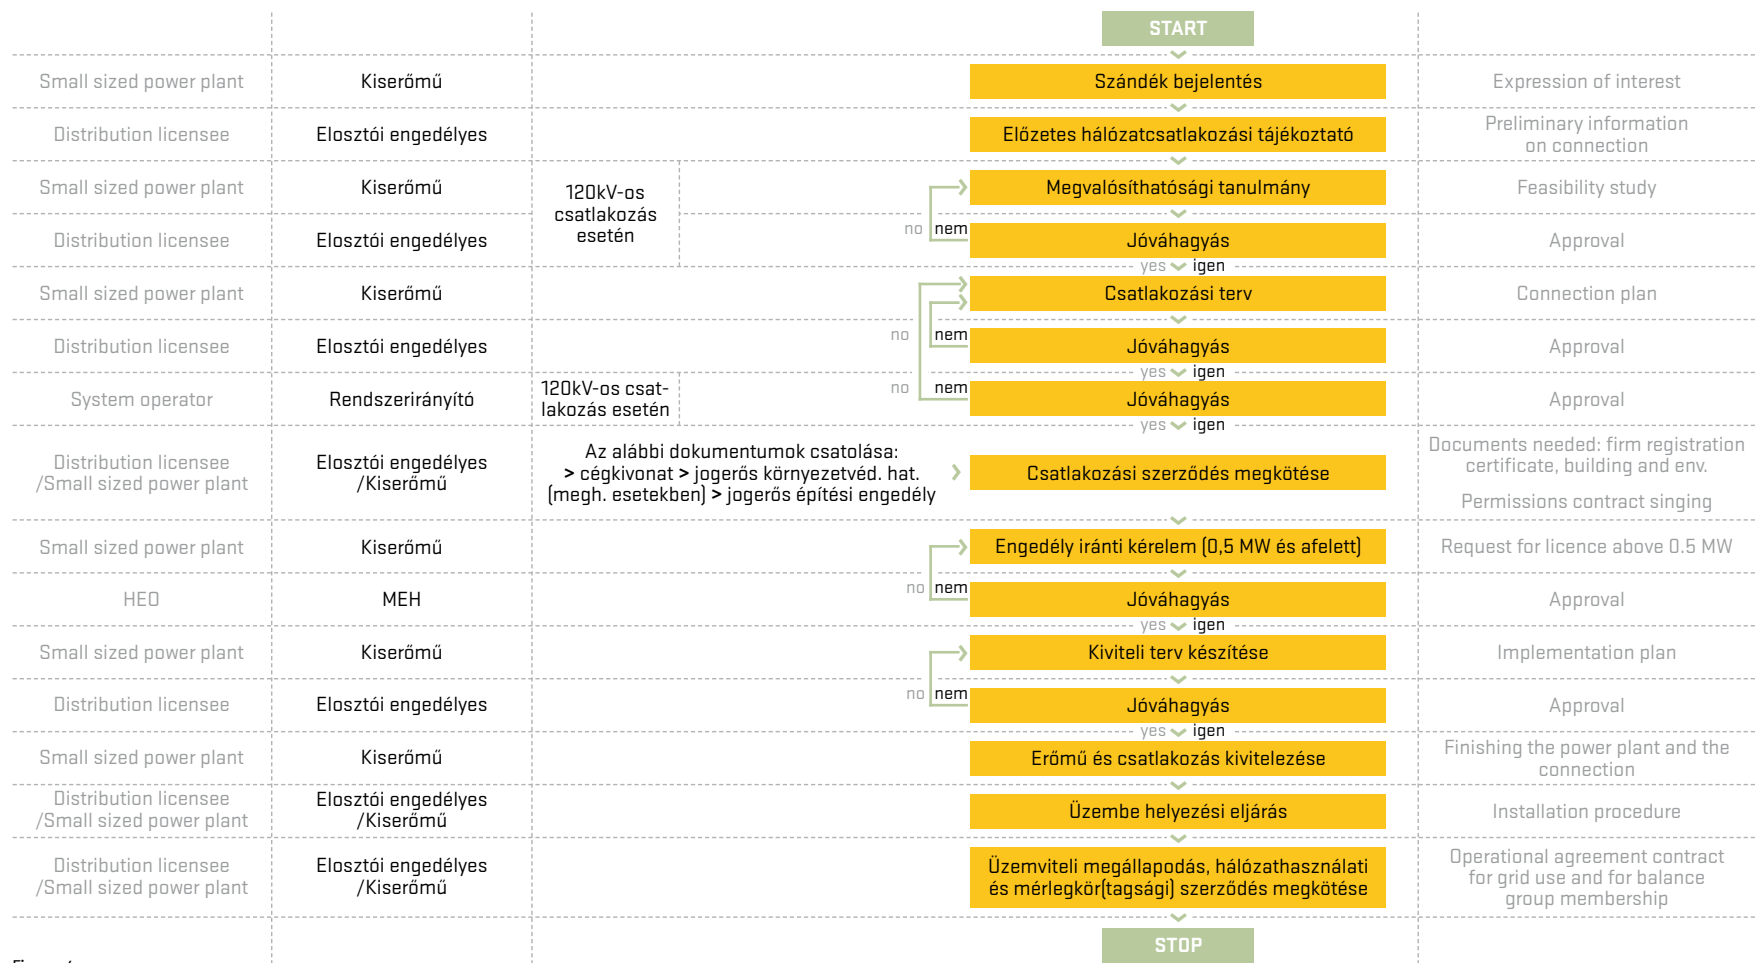 START
Small sized power plant
Kiserőmű
Szándék bejelentés
Expression of interest
Distribution licensee
Elosztói engedélyes
Előzetes hálózatcsatlakozási tájékoztató
Preliminary information
on connection
Small sized power plant
Kiserőmű
120kV-os
csatlakozás
esetén
Megvalósíthatósági tanulmány
Feasibility study
Distribution licensee
Elosztói engedélyes
no nem
Jóváhagyás
Approval
yes igen
Small sized power plant
Kiserőmű
Csatlakozási terv
Connection plan
Distribution licensee
Elosztói engedélyes
no nem
Jóváhagyás
Approval
yes igen
System operator
Rendszerirányító
120kV-os csat-
lakozás esetén
no nem
Jóváhagyás
Approval
yes igen
Distribution licensee
/Small sized power plant
Elosztói engedélyes
/Kiserőmű
Az alábbi dokumentumok csatolása:
> cégkivonat > jogerős környezetvéd. hat.
(megh. esetekben) > jogerős építési engedély
Csatlakozási szerződés megkötése
Documents needed: firm registration
certificate, building and env.
Permissions contract singing
Small sized power plant
Kiserőmű
Engedély iránti kérelem (0,5 MW és afelett)
Request for licence above 0.5 MW
HEO
MEH
no nem
Jóváhagyás
Approval
yes igen
Small sized power plant
Kiserőmű
Kiviteli terv készítése
Implementation plan
Distribution licensee
Elosztói engedélyes
no nem
Jóváhagyás
Approval
yes igen
Small sized power plant
Kiserőmű
Erőmű és csatlakozás kivitelezése
Finishing the power plant and the
connection
Distribution licensee
/Small sized power plant
Elosztói engedélyes
/Kiserőmű
Üzembe helyezési eljárás
Installation procedure
Distribution licensee
/Small sized power plant
Elosztói engedélyes
/Kiserőmű
Üzemviteli megállapodás, hálózathasználati
és mérlegkör(tagsági) szerződés megkötése
Operational agreement contract
for grid use and for balance
group membership
STOP